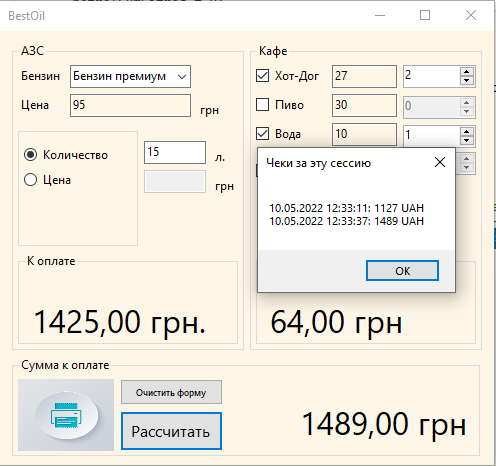 BestOil
АЗС
Бензин Бензин премиум
Цена 95 грн
Количество 15 л.
Цена грн
К оплате
1425,00 грн.
Кафе
Хот-Дог 27 2
Пиво 30 0
Вода 10 1
Чеки за эту сессию
10.05.2022 12:33:11: 1127 UAH
10.05.2022 12:33:37: 1489 UAH
OK
64,00 грн
Сумма к оплате
Очистить форму
Рассчитать
1489,00 грн